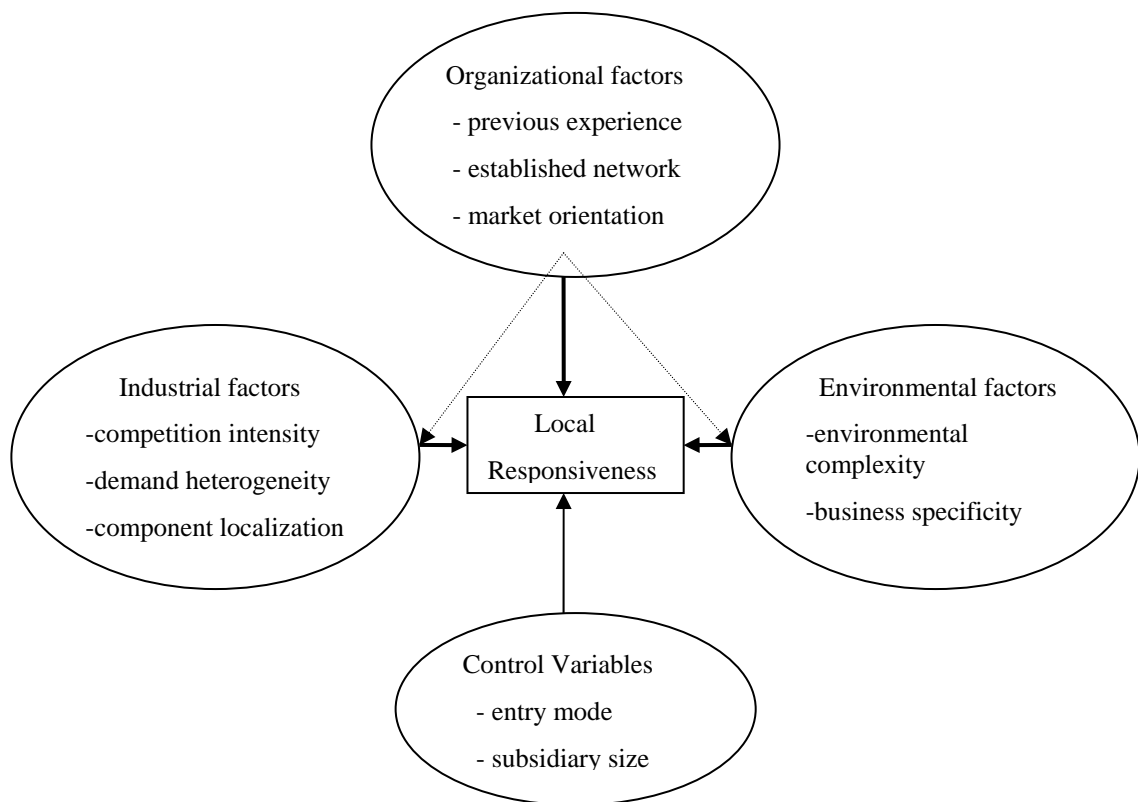 Organizational factors
- previous experience
- established network
- market orientation
Industrial factors
-competition intensity
-demand heterogeneity
-component localization
Local
Responsiveness
Environmental factors
-environmental
complexity
-business specificity
Control Variables
- entry mode
- subsidiary size